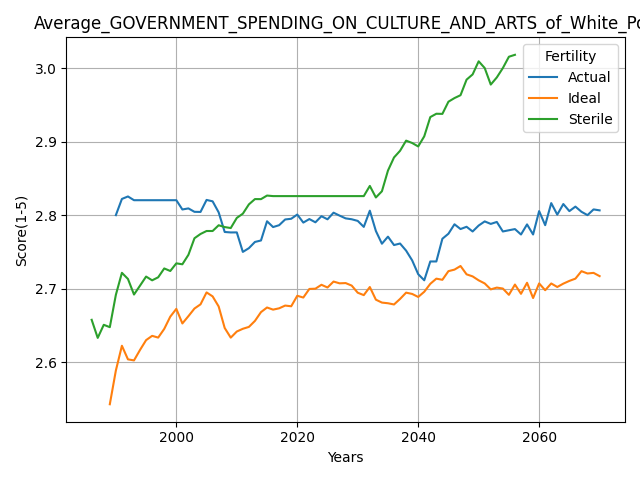 Average_GOVERNMENT_SPENDING_ON_CULTURE_AND_ARTS_of_White_Po
Fertility
Actual
Ideal
Sterile
Score(1-5)
3.0
2.9
2.8
2.7
2.6
2000 2020 2040 2060
Years